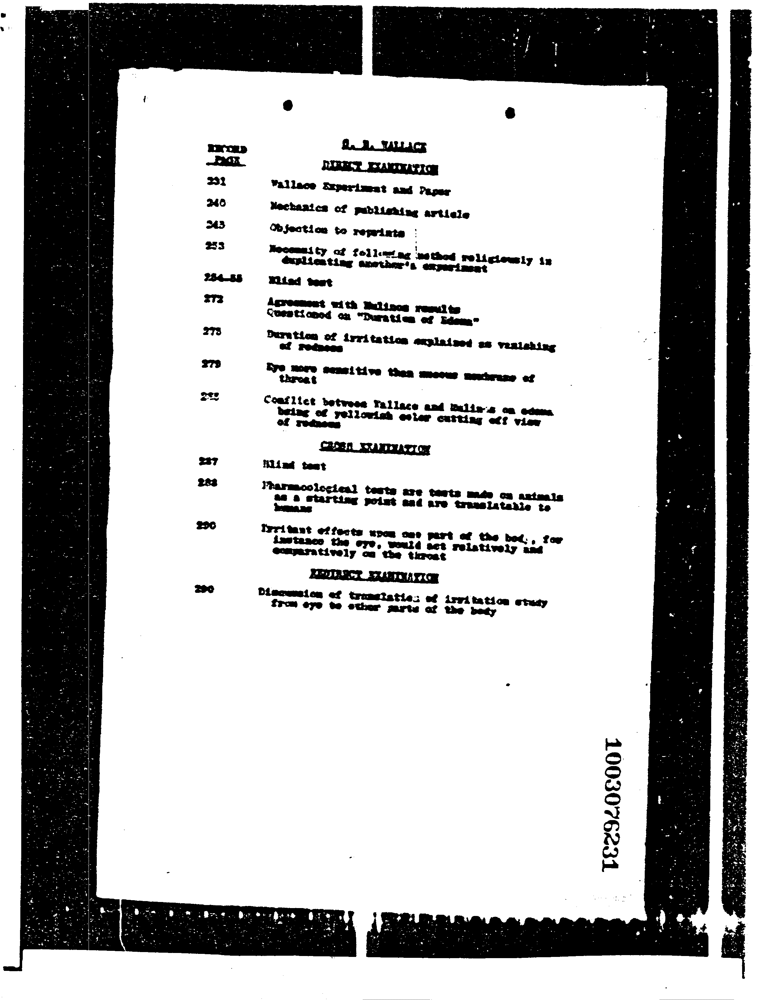 G. B. WALLACE
RECORD
PAGE
DIRECT EXAMINATION
231 Wallace Experiment and Paper
240 Mechanics of publishing article
243 Objection to reprints
253 Necessity of following method religiously in
duplicating another's experiment
254-55 Blind test
272 Agreement with Mulinos results
Questioned on "Duration of Edema"
275 Duration of irritation explained as vanishing
of redness
279 Eye more sensitive than mucous membrane of
throat
Conflict between Wallace and Mulinos on edema
being of yellowish color cutting off view
of redness
CROSS EXAMINATION
287 Blind test
288 Pharmacological tests are tests made on animals
as a starting point and are translatable to
humans
290 Irritant effects upon one part of the body, for
instance the eye, would act relatively and
comparatively on the throat
REDIRECT EXAMINATION
290 Discussion of translation of irritation study
from eye to other parts of the body
1003076231